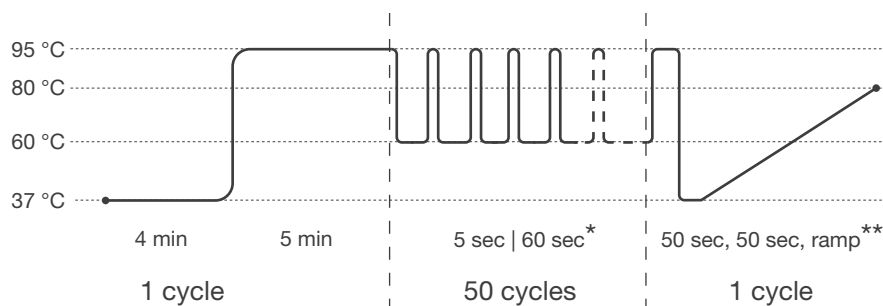 95 °C
80 °C
60 °C
37 °C
4 min
5 min
5 sec | 60 sec*
50 sec, 50 sec, ramp**
1 cycle
50 cycles
1 cycle